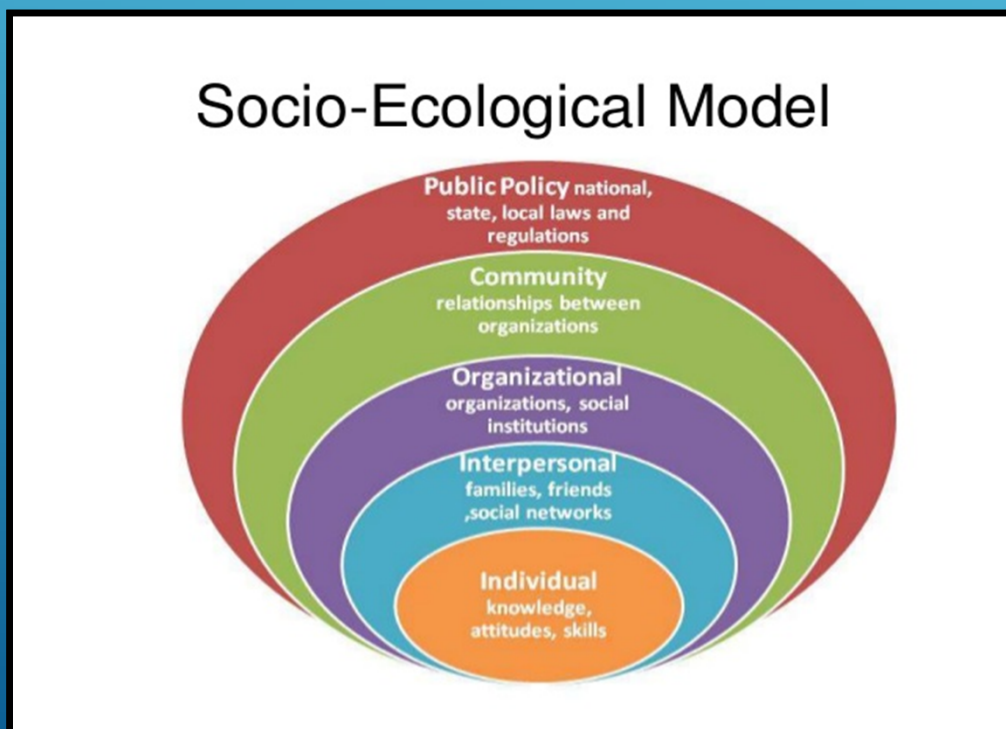 Socio-Ecological Model
Public Policy national,
state, local laws and
regulations
Community
relationships between
organizations
Organizational
organizations, social
institutions
Interpersonal
families, friends
,social networks
Individual
knowledge,
attitudes, skills